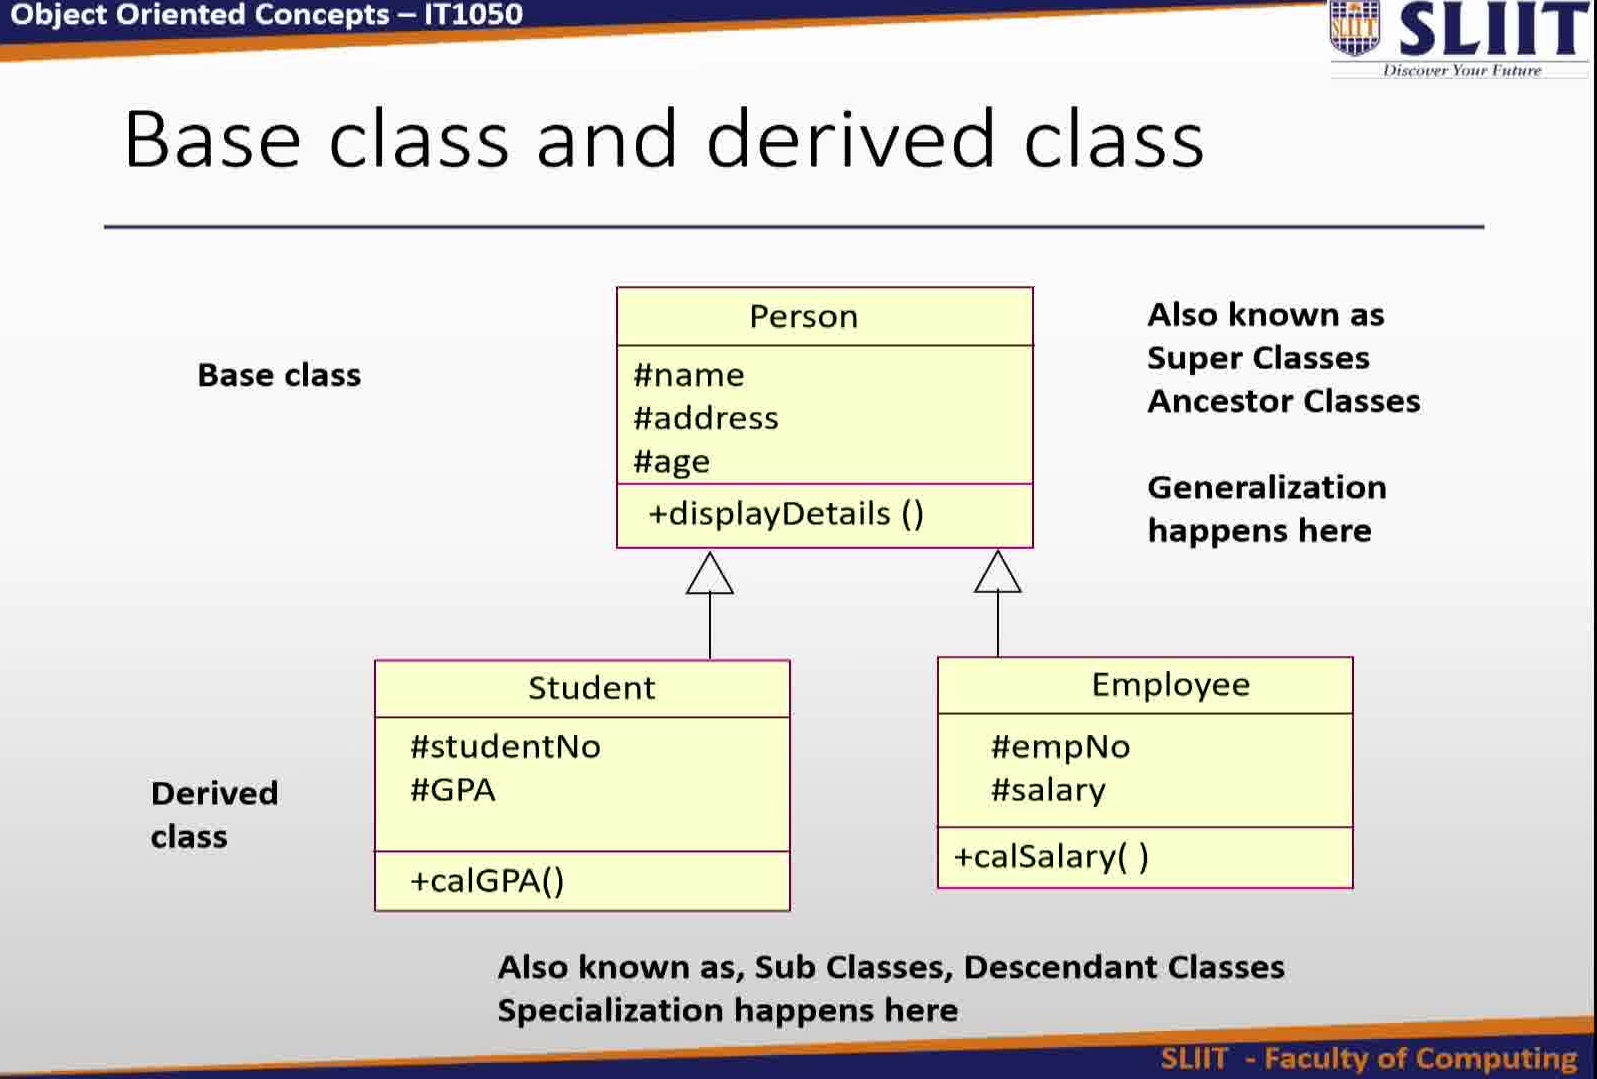 Object Oriented Concepts – IT1050
SLIIT
SLIIT
Discover Your Future
Base class and derived class
Base class
Person
#name
#address
#age
+displayDetails ()
Also known as
Super Classes
Ancestor Classes
Generalization
happens here
Derived
class
Student
#studentNo
#GPA
+calGPA()
Employee
#empNo
#salary
+calSalary( )
Also known as, Sub Classes, Descendant Classes
Specialization happens here
SLIIT - Faculty of Computing